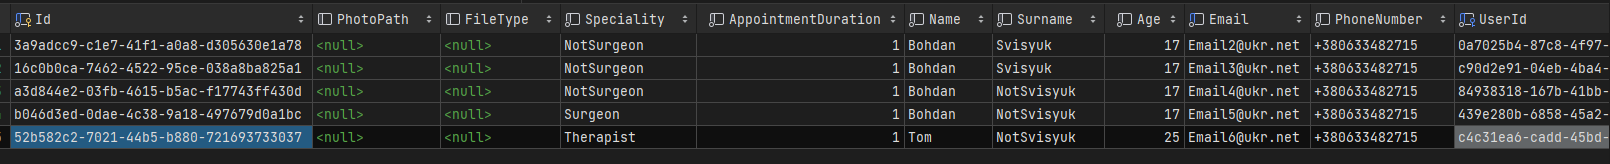 Id PhotoPath FileType Speciality AppointmentDuration Name Surname Age Email PhoneNumber UserId
3a9adcc9-c1e7-41f1-a0a8-d305630e1a78 <null> <null> NotSurgeon 1 Bohdan Svisyuk 17 Email2@ukr.net +380633482715 0a7025b4-87c8-4f97-
16c0b0ca-7462-4522-95ce-038a8ba825a1 <null> <null> NotSurgeon 1 Bohdan Svisyuk 17 Email3@ukr.net +380633482715 c90d2e91-04eb-4ba4-
a3d844e2-03fb-4615-b5ac-f17743ff430d <null> <null> NotSurgeon 1 Bohdan NotSvisyuk 17 Email4@ukr.net +380633482715 84938318-167b-41bb-
b046d3ed-0dae-4c38-9a18-497679d0a1bc <null> <null> Surgeon 1 Bohdan NotSvisyuk 17 Email5@ukr.net +380633482715 439e280b-6858-45a2-
52b582c2-7021-44b5-b880-721693733037 <null> <null> Therapist 1 Tom NotSvisyuk 25 Email6@ukr.net +380633482715 c4c31ea6-cadd-45bd-